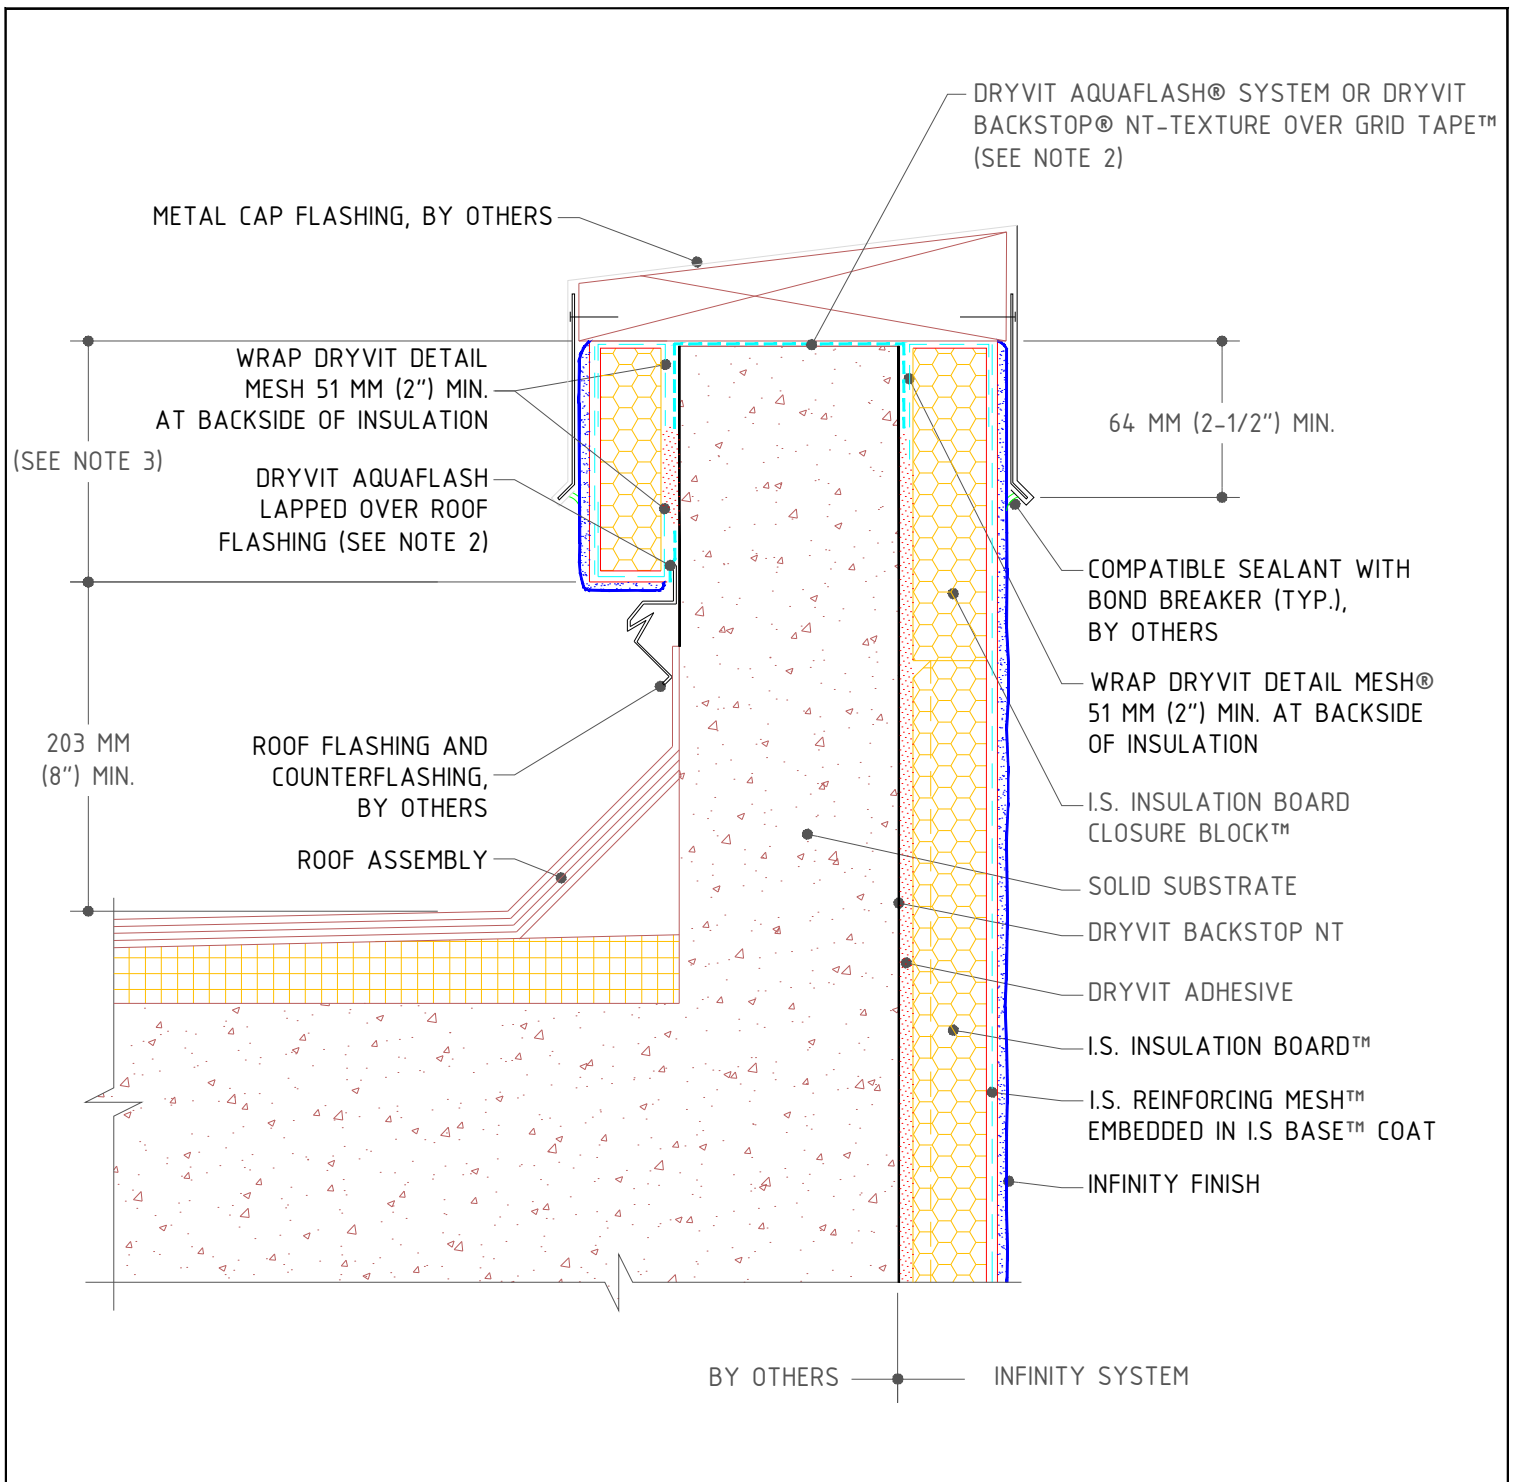 DRYVIT AQUAFLASH® SYSTEM OR DRYVIT
BACKSTOP® NT-TEXTURE OVER GRID TAPE™
(SEE NOTE 2)
METAL CAP FLASHING, BY OTHERS
WRAP DRYVIT DETAIL
MESH 51 MM (2") MIN.
AT BACKSIDE OF INSULATION
(SEE NOTE 3)
DRYVIT AQUAFLASH
LAPPED OVER ROOF
FLASHING (SEE NOTE 2)
64 MM (2-1/2") MIN.
COMPATIBLE SEALANT WITH
BOND BREAKER (TYP.),
BY OTHERS
WRAP DRYVIT DETAIL MESH®
51 MM (2") MIN. AT BACKSIDE
OF INSULATION
203 MM
(8") MIN.
ROOF FLASHING AND
COUNTERFLASHING,
BY OTHERS
I.S. INSULATION BOARD
CLOSURE BLOCK™
ROOF ASSEMBLY
SOLID SUBSTRATE
DRYVIT BACKSTOP NT
DRYVIT ADHESIVE
I.S. INSULATION BOARD™
I.S. REINFORCING MESH™
EMBEDDED IN I.S BASE™ COAT
INFINITY FINISH
BY OTHERS
INFINITY SYSTEM